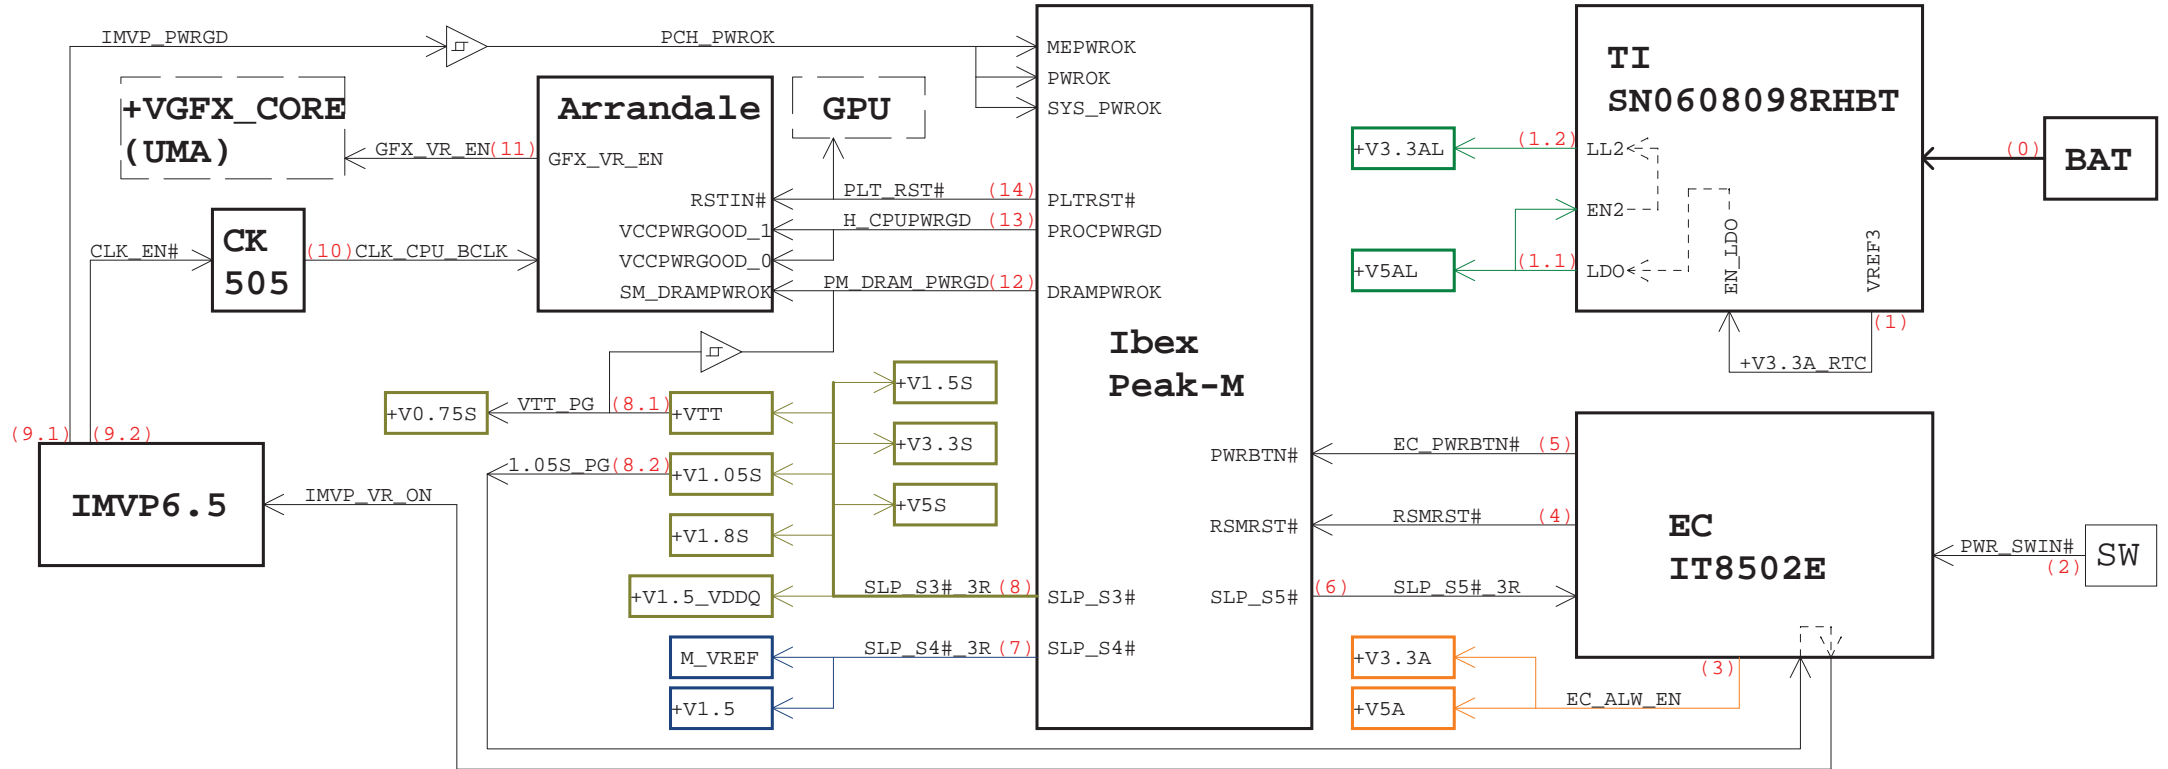 IMVP_PWRGD
PCH_PWROK
MEPWROK
PWROK
SYS_PWROK
+VGFX_CORE
(UMA)
GFX_VR_EN
(11)
Arrandale
GFX_VR_EN
RSTIN#
VCCPWRGOOD_1
VCCPWRGOOD_0
SM_DRAMPWROK
GPU
PLT_RST#
(14)
PLTRST#
H_CPUPWRGD
(13)
PROCPWRGD
PM_DRAM_PWRGD
(12)
DRAMPWROK
CLK_EN#
CK
505
(10)
CLK_CPU_BCLK
Ibex
Peak-M
TI
SN0608098RHBT
+V3.3AL
(1.2)
LL2
EN2
+V5AL
(1.1)
LDO
EN_LDO
VREF3
(1)
+V3.3A_RTC
(0)
BAT
+V0.75S
VTT_PG
(8.1)
+VTT
+V1.5S
+V3.3S
+V5S
1.05S_PG
(8.2)
+V1.05S
+V1.8S
+V1.5_VDDQ
SLP_S3#_3R
(8)
SLP_S3#
M_VREF
SLP_S4#_3R
(7)
SLP_S4#
+V1.5
(9.1)
(9.2)
IMVP6.5
IMVP_VR_ON
PWRBTN#
EC_PWRBTN#
(5)
RSMRST#
RSMRST#
(4)
SLP_S5#
(6)
SLP_S5#_3R
EC
IT8502E
PWR_SWIN#
(2)
SW
+V3.3A
+V5A
EC_ALW_EN
(3)